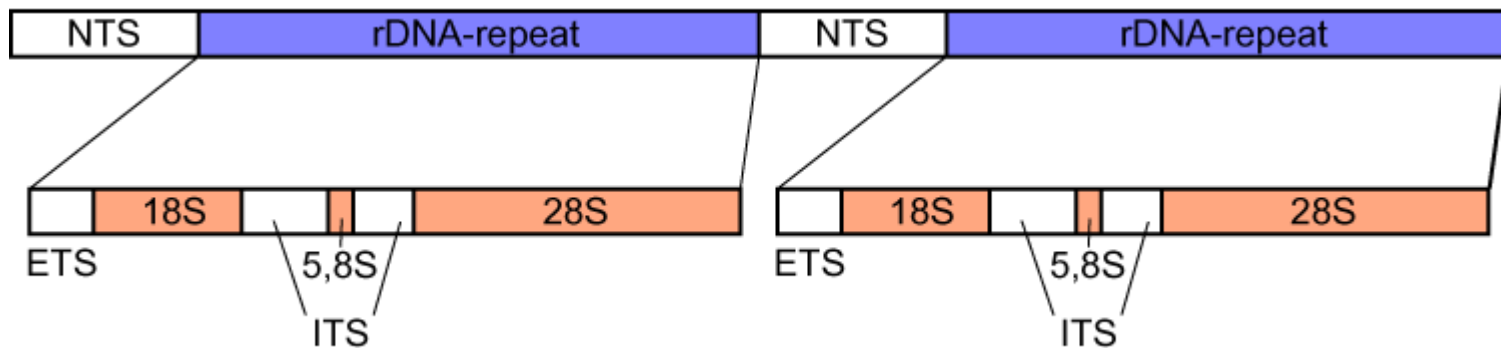 NTS rDNA-repeat NTS rDNA-repeat
18S 28S 18S 28S
ETS 5,8S ETS 5,8S
ITS ITS